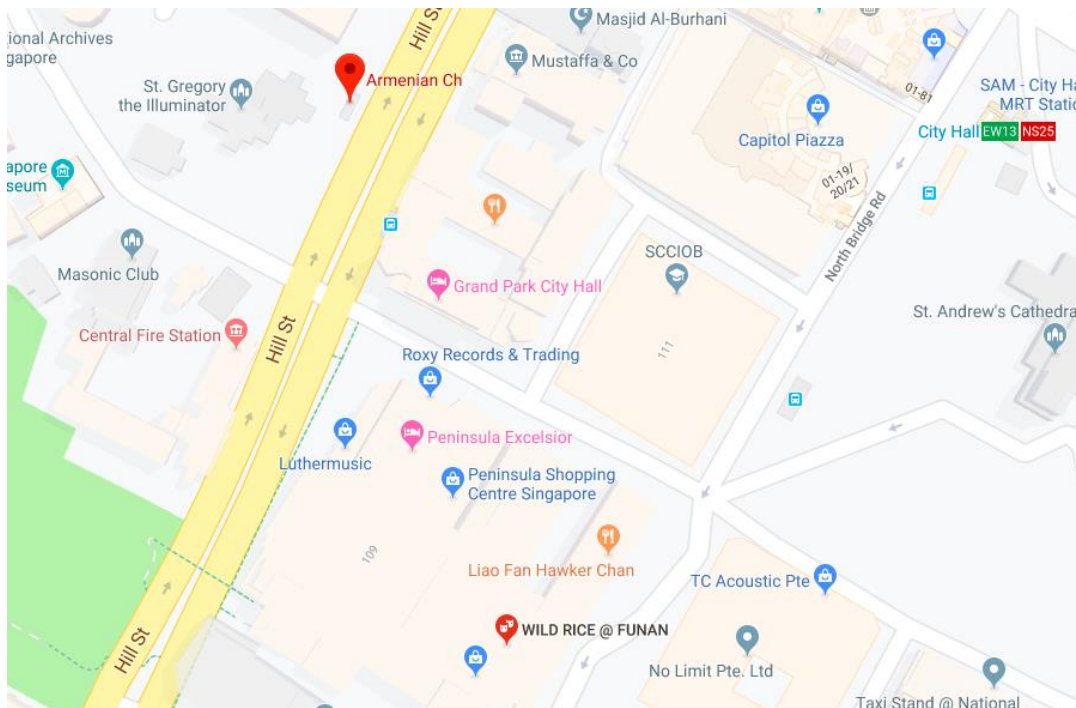 Hill St
Masjid Al-Burhani
ional Archives
gapore
Mustaffa & Co
St. Gregory
the Illuminator
Armenian Ch
01-81
SAM - City Ha
MRT Statio
Capitol Piazza
City Hall EW13 NS25
apore
seum
01-19/
20/21
North Bridge Rd
SCCIOB
Masonic Club
Grand Park City Hall
St. Andrew's Cathedra
Central Fire Station
Hill St
111
Roxy Records & Trading
Peninsula Excelsior
Luthermusic
Peninsula Shopping
Centre Singapore
109
Liao Fan Hawker Chan
TC Acoustic Pte
WILD RICE @ FUNAN
Hill St
No Limit Pte. Ltd
Taxi Stand @ National